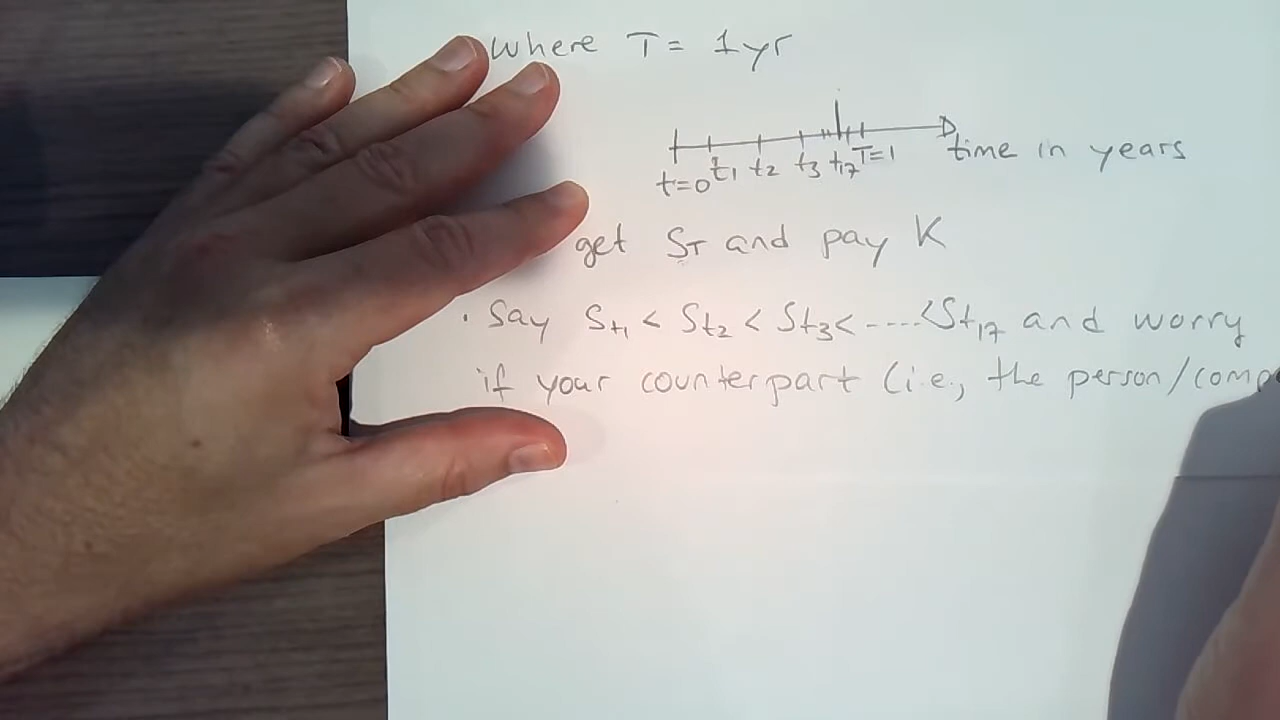 where T = 1yr
t=0 t1 t2 t3 t17 T=1 time in years
get ST and pay K
· Say St1 < St2 < St3 < ----- < St17 and worry
if your counterpart (i.e., the person/comp